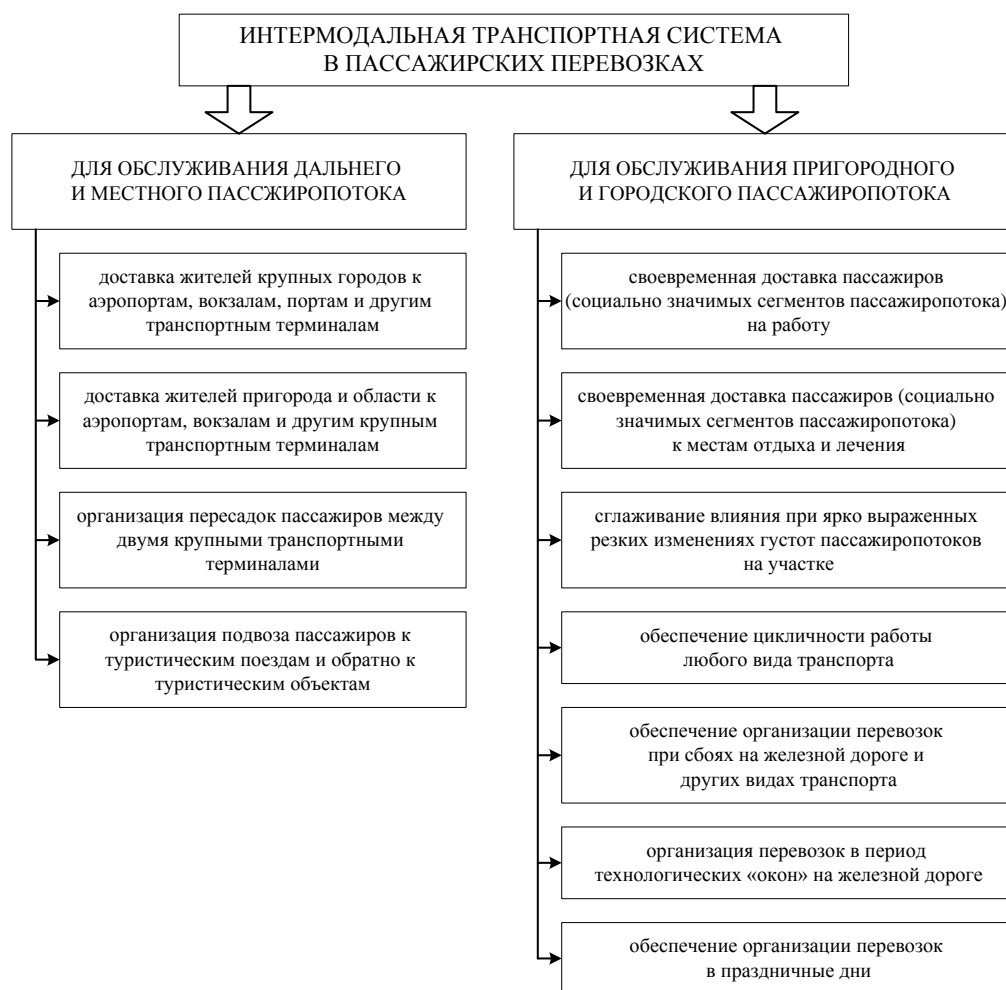 ИНТЕРМОДАЛЬНАЯ ТРАНСПОРТНАЯ СИСТЕМА
В ПАССАЖИРСКИХ ПЕРЕВОЗКАХ
ДЛЯ ОБСЛУЖИВАНИЯ ДАЛЬНЕГО
И МЕСТНОГО ПАССЖИРОПОТОКА
доставка жителей крупных городов к
аэропортам, вокзалам, портам и другим
транспортным терминалам
доставка жителей пригорода и области к
аэропортам, вокзалам и другим крупным
транспортным терминалам
организация пересадок пассажиров между
двумя крупными транспортными
терминалами
организация подвоза пассажиров к
туристическим поездам и обратно к
туристическим объектам
ДЛЯ ОБСЛУЖИВАНИЯ ПРИГОРОДНОГО
И ГОРОДСКОГО ПАССАЖИРОПОТОКА
своевременная доставка пассажиров
(социально значимых сегментов пассажиропотока)
на работу
своевременная доставка пассажиров (социально
значимых сегментов пассажиропотока)
к местам отдыха и лечения
сглаживание влияния при ярко выраженных
резких изменениях густот пассажиропотоков
на участке
обеспечение цикличности работы
любого вида транспорта
обеспечение организации перевозок
при сбоях на железной дороге и
других видах транспорта
организация перевозок в период
технологических «окон» на железной дороге
обеспечение организации перевозок
в праздничные дни